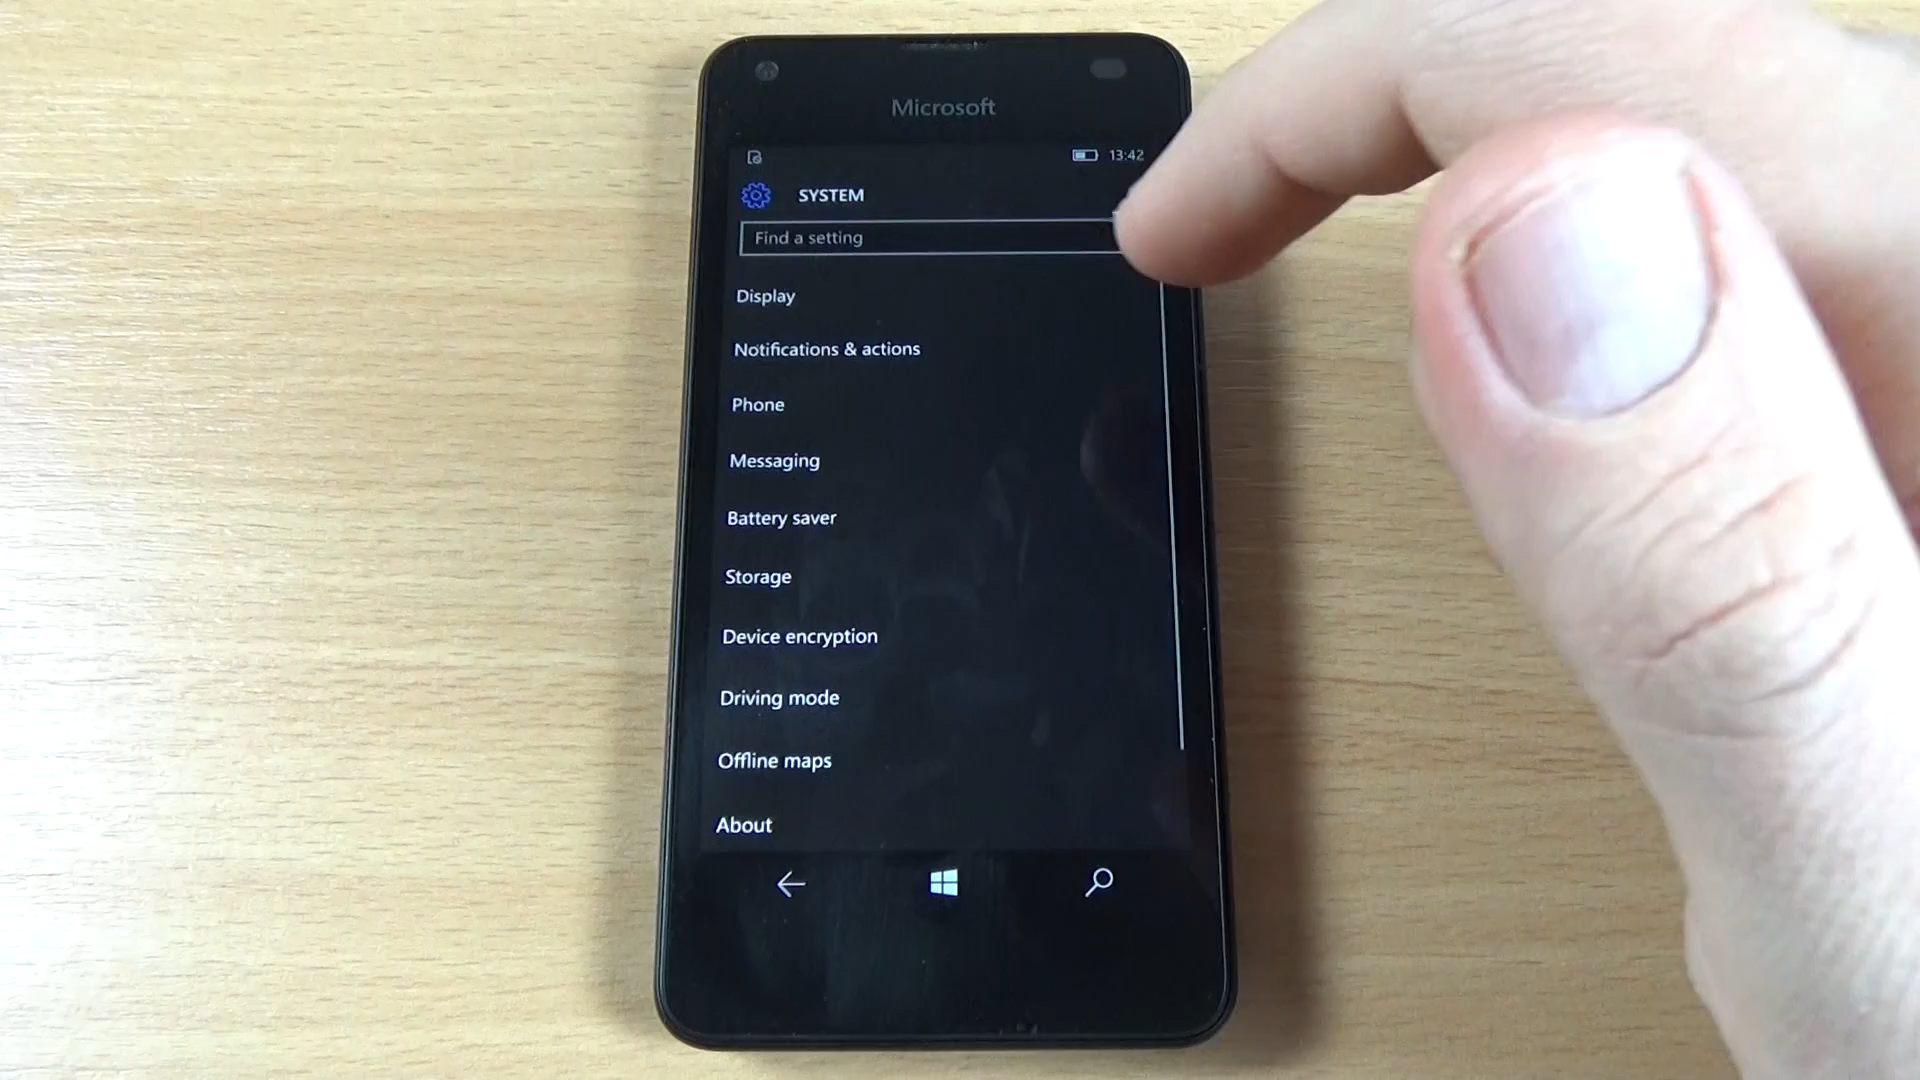 Microsoft
13:42
SYSTEM
Find a setting
Display
Notifications & actions
Phone
Messaging
Battery saver
Storage
Device encryption
Driving mode
Offline maps
About